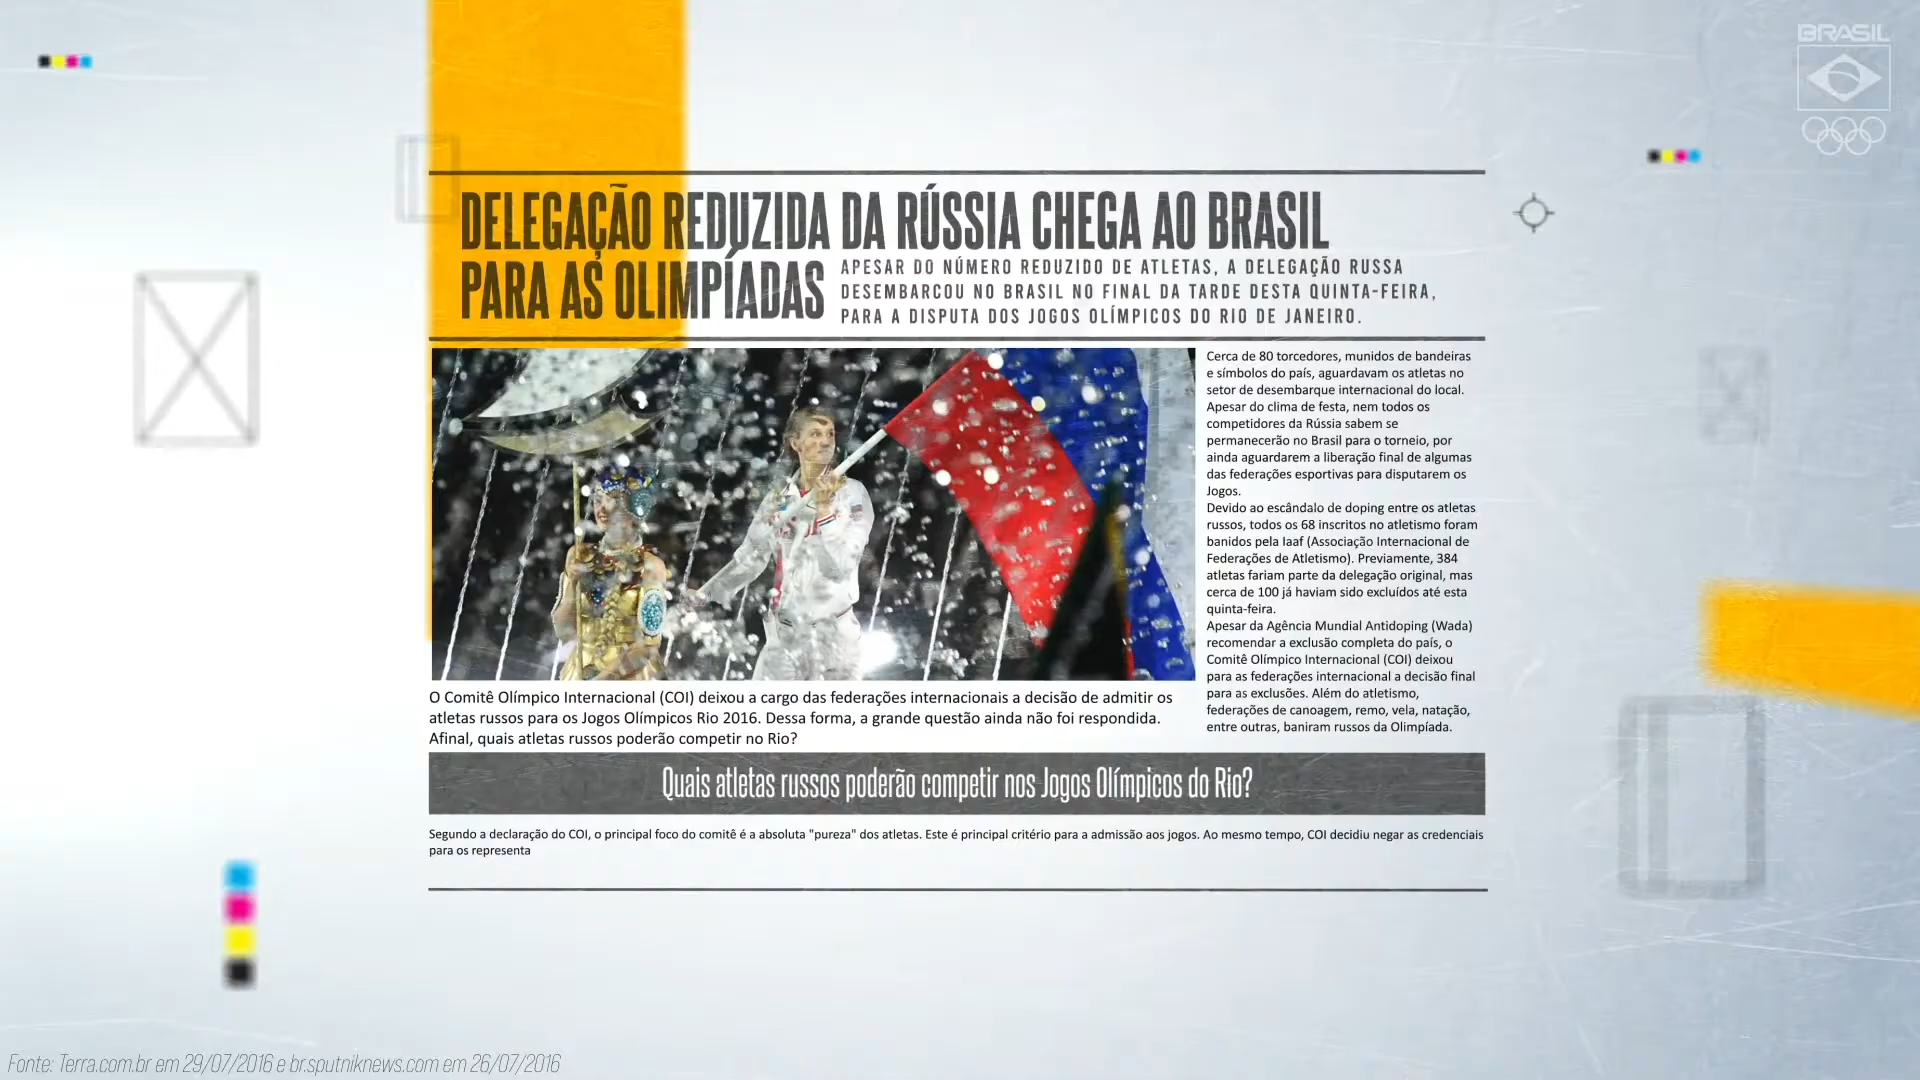 BRASIL
DELEGAÇÃO REDUZIDA DA RÚSSIA CHEGA AO BRASIL
PARA AS OLIMPÍADAS
APESAR DO NÚMERO REDUZIDO DE ATLETAS, A DELEGAÇÃO RUSSA
DESEMBARCOU NO BRASIL NO FINAL DA TARDE DESTA QUINTA-FEIRA,
PARA A DISPUTA DOS JOGOS OLÍMPICOS DO RIO DE JANEIRO.
Cerca de 80 torcedores, munidos de bandeiras
e símbolos do país, aguardavam os atletas no
setor de desembarque internacional do local.
Apesar do clima de festa, nem todos os
competidores da Rússia sabem se
permanecerão no Brasil para o torneio, por
ainda aguardarem a liberação final de algumas
das federações esportivas para disputarem os
Jogos.
Devido ao escândalo de doping entre os atletas
russos, todos os 68 inscritos no atletismo foram
banidos pela Iaaf (Associação Internacional de
Federações de Atletismo). Previamente, 384
atletas fariam parte da delegação original, mas
cerca de 100 já haviam sido excluídos até esta
quinta-feira.
Apesar da Agência Mundial Antidoping (Wada)
recomendar a exclusão completa do país, o
Comitê Olímpico Internacional (COI) deixou
para as federações internacional a decisão final
para as exclusões. Além do atletismo,
federações de canoagem, remo, vela, natação,
entre outras, baniram russos da Olimpíada.
O Comitê Olímpico Internacional (COI) deixou a cargo das federações internacionais a decisão de admitir os
atletas russos para os Jogos Olímpicos Rio 2016. Dessa forma, a grande questão ainda não foi respondida.
Afinal, quais atletas russos poderão competir no Rio?
Quais atletas russos poderão competir nos Jogos Olímpicos do Rio?
Segundo a declaração do COI, o principal foco do comitê é a absoluta "pureza" dos atletas. Este é principal critério para a admissão aos jogos. Ao mesmo tempo, COI decidiu negar as credenciais
para os representa
Fonte: Terra.com.br em 29/07/2016 e br.sputniknews.com em 26/07/2016